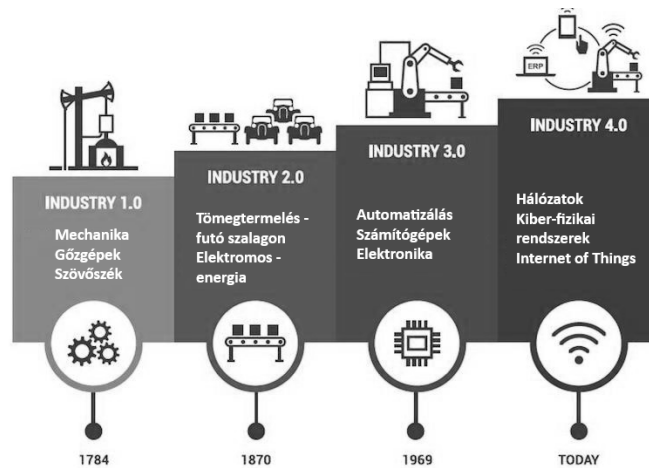 ERP
INDUSTRY 1.0
Mechanika
Gőzgépek
Szövőszék
1784
INDUSTRY 2.0
Tömegtermelés -
futó szalagon
Elektromos -
energia
1870
INDUSTRY 3.0
Automatizálás
Számítógépek
Elektronika
1969
INDUSTRY 4.0
Hálózatok
Kiber-fizikai
rendszerek
Internet of Things
TODAY